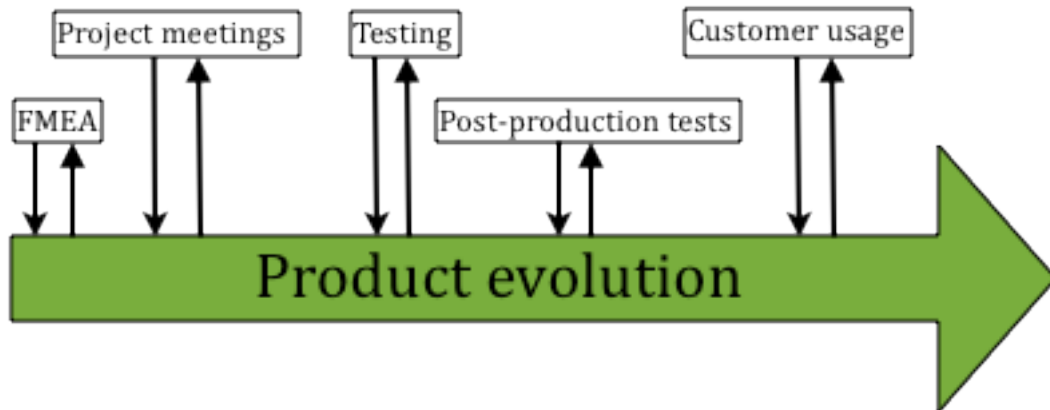 Project meetings
Testing
Customer usage
FMEA
Post-production tests
Product evolution